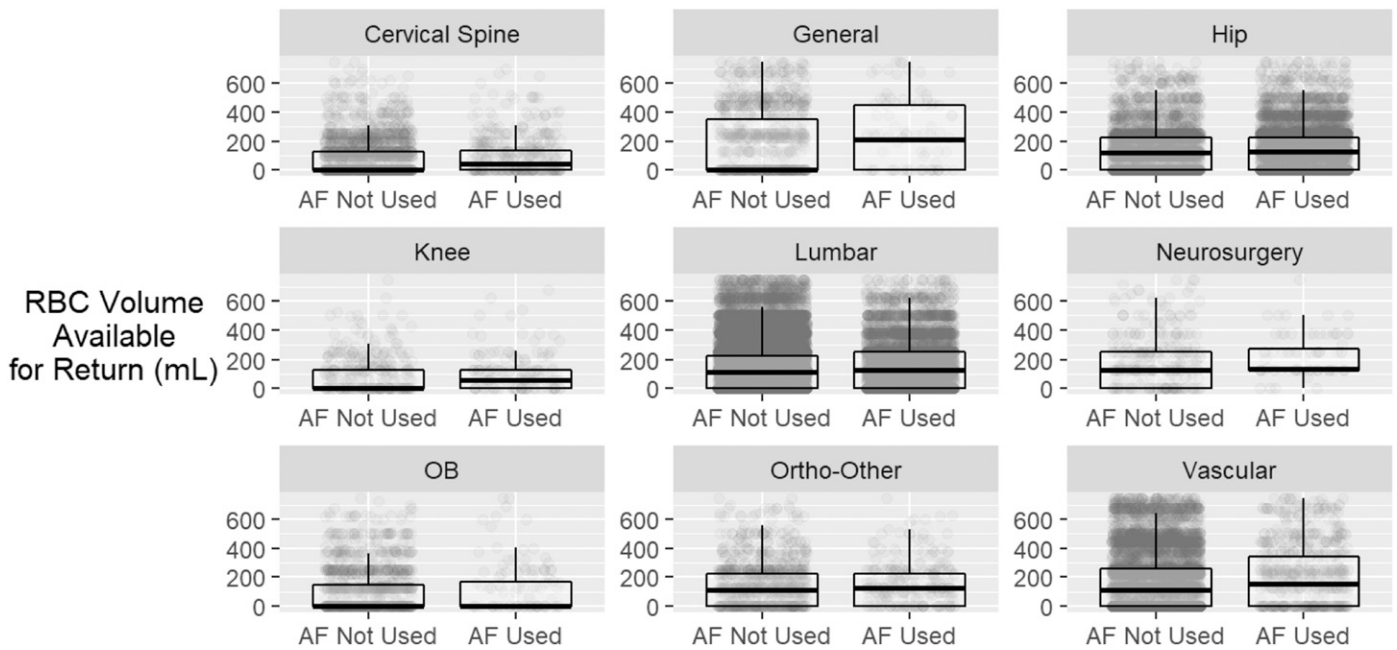 Cervical Spine
General
Hip
600
400
200
0
600
400
200
0
600
400
200
0
AF Not Used
AF Used
AF Not Used
AF Used
AF Not Used
AF Used
RBC Volume
Available
for Return (mL)
Knee
Lumbar
Neurosurgery
600
400
200
0
600
400
200
0
600
400
200
0
AF Not Used
AF Used
AF Not Used
AF Used
AF Not Used
AF Used
OB
Ortho-Other
Vascular
600
400
200
0
600
400
200
0
600
400
200
0
AF Not Used
AF Used
AF Not Used
AF Used
AF Not Used
AF Used